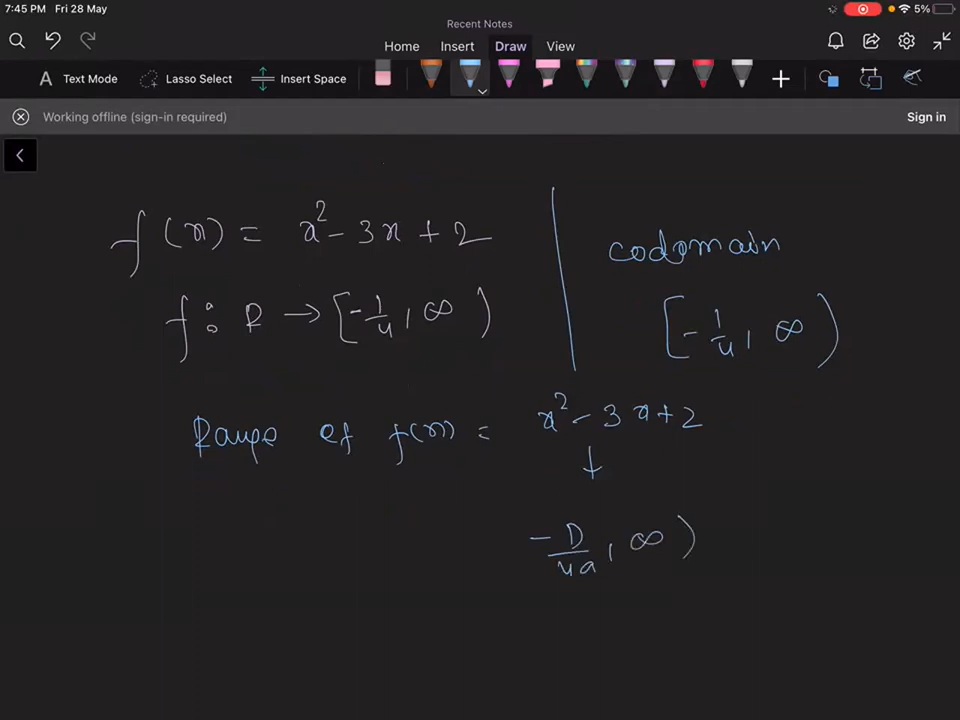 7:45 PM Fri 28 May
5%
Recent Notes
Home Insert Draw View
Text Mode Lasso Select Insert Space
Working offline (sign-in required) Sign in
f(x) = x² - 3x + 2
f : R → [-1/4, ∞)
codomain
[-1/4, ∞)
Range of f(x) = x² - 3x + 2
↓
-D/4a, ∞)